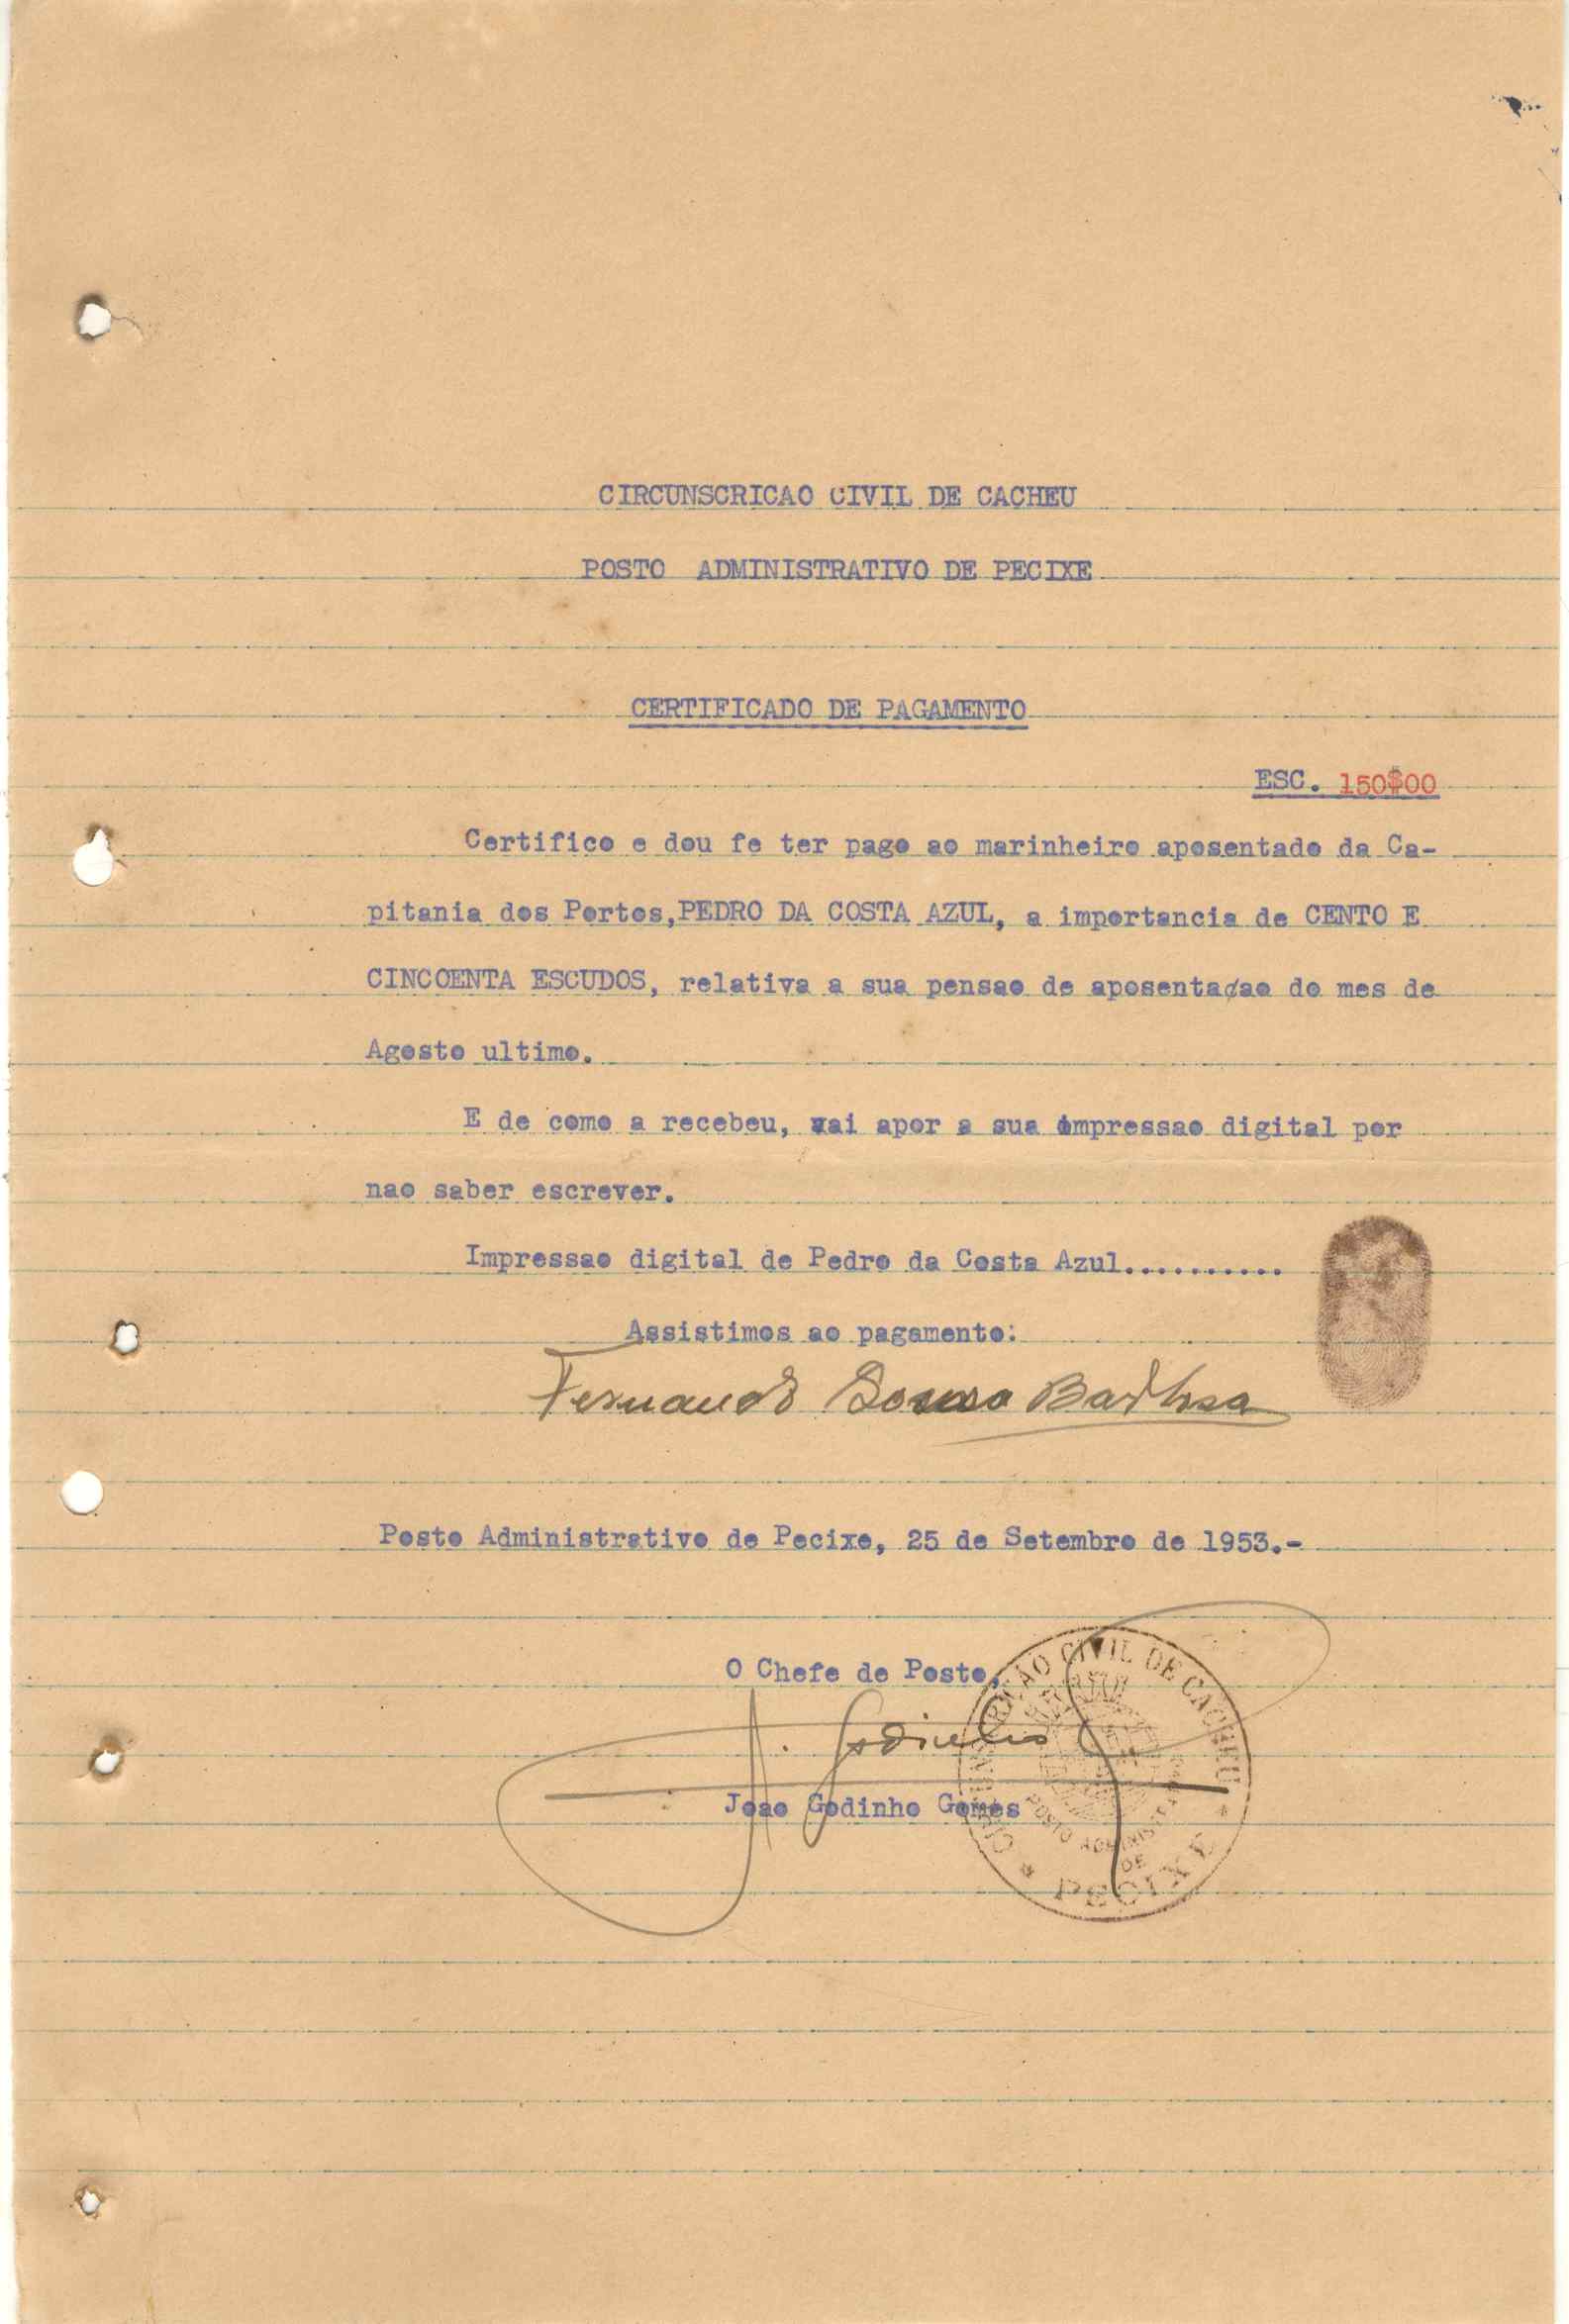 CIRCUNSCRICAO CIVIL DE CACHEU
POSTO ADMINISTRATIVO DE PECIXE
CERTIFICADO DE PAGAMENTO
ESC. 150$00
Certifico e dou fe ter pago ao marinheiro aposentado da Ca-
pitania dos Portos,PEDRO DA COSTA AZUL, a importancia de CENTO E
CINCOENTA ESCUDOS, relativa a sua pensao de aposentaçao do mes de
Agosto ultimo.
E de como a recebeu, vai apor a sua impressao digital por
nao saber escrever.
Impressao digital de Pedro da Costa Azul..........
Assistimos ao pagamento:
Fernando Sousa Barbosa
Posto Administrativo de Pecixe, 25 de Setembro de 1953.-
O Chefe de Posto,
J. Godinho
Joao Godinho Gomes
CIRCUNSCRIÇÃO CIVIL DE CACHEU
POSTO ADMINISTRATIVO
DE
* PECIXE *